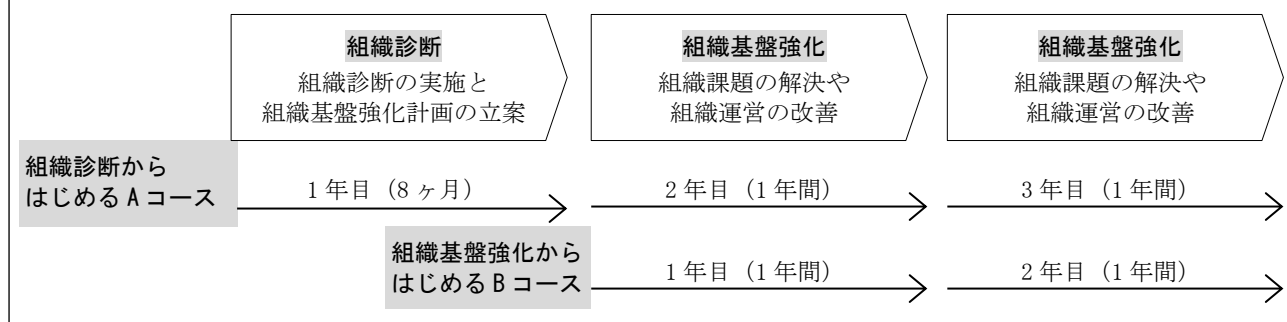 組織診断
組織診断の実施と
組織基盤強化計画の立案
組織基盤強化
組織課題の解決や
組織運営の改善
組織基盤強化
組織課題の解決や
組織運営の改善
組織診断から
はじめる A コース
1 年目（8 ヶ月）
2 年目（1 年間）
3 年目（1 年間）
組織基盤強化から
はじめる B コース
1 年目（1 年間）
2 年目（1 年間）